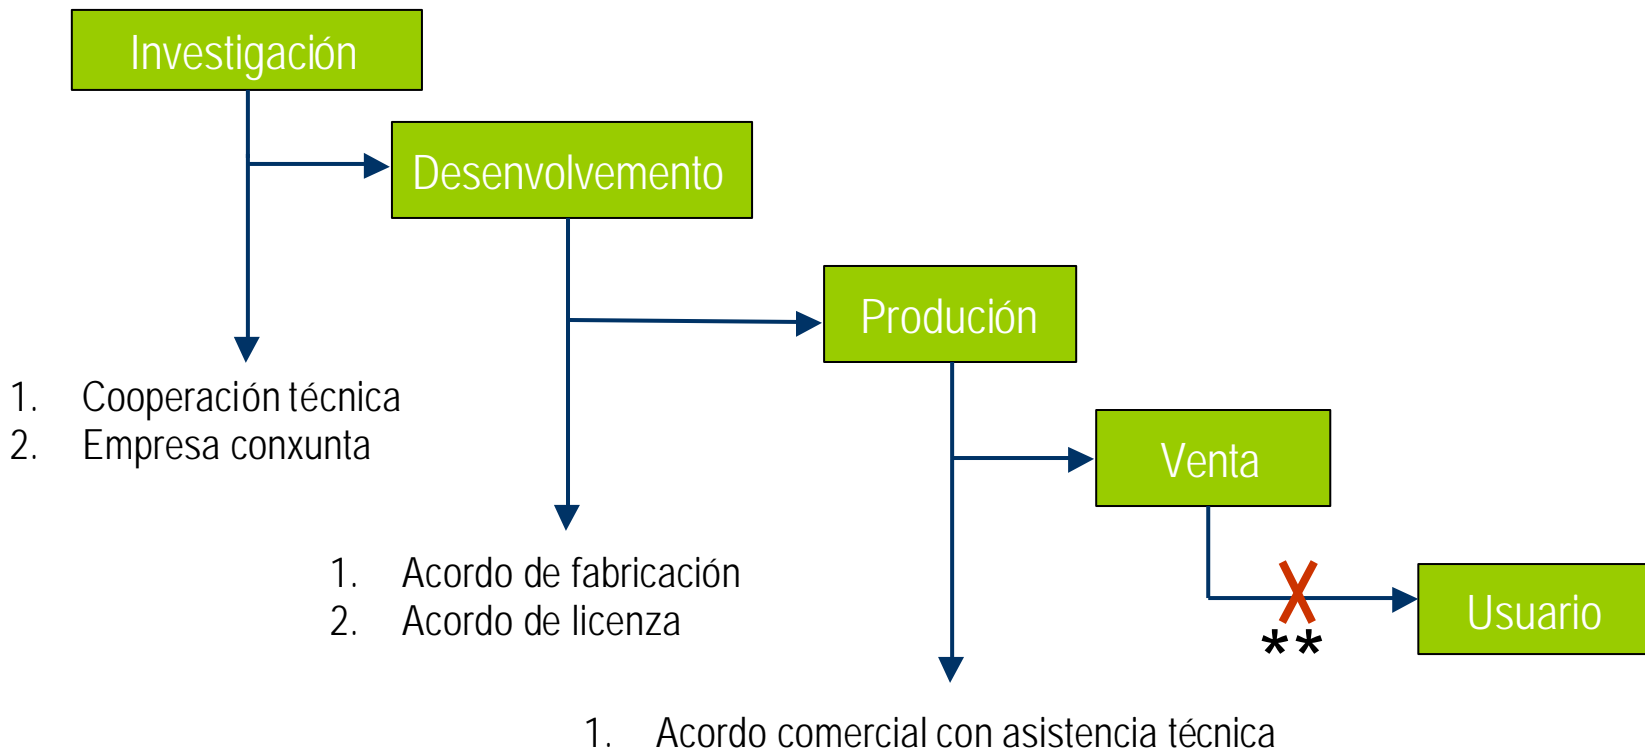 Investigación
Desenvolvemento
Produción
1. Cooperación técnica
2. Empresa conxunta
Venta
1. Acordo de fabricación
2. Acordo de licenza
Usuario
**
1. Acordo comercial con asistencia técnica